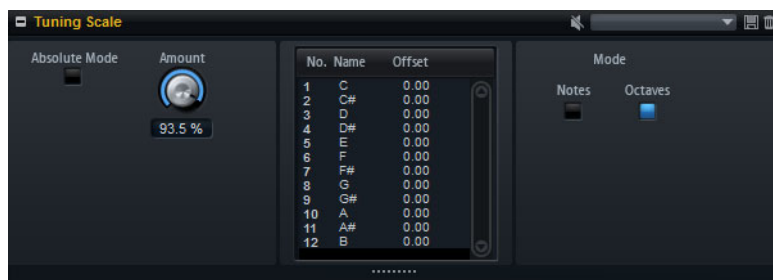 Tuning Scale
Absolute Mode
Amount
93.5 %
No. Name Offset
1 C 0.00
2 C# 0.00
3 D 0.00
4 D# 0.00
5 E 0.00
6 F 0.00
7 F# 0.00
8 G 0.00
9 G# 0.00
10 A 0.00
11 A# 0.00
12 B 0.00
Mode
Notes Octaves